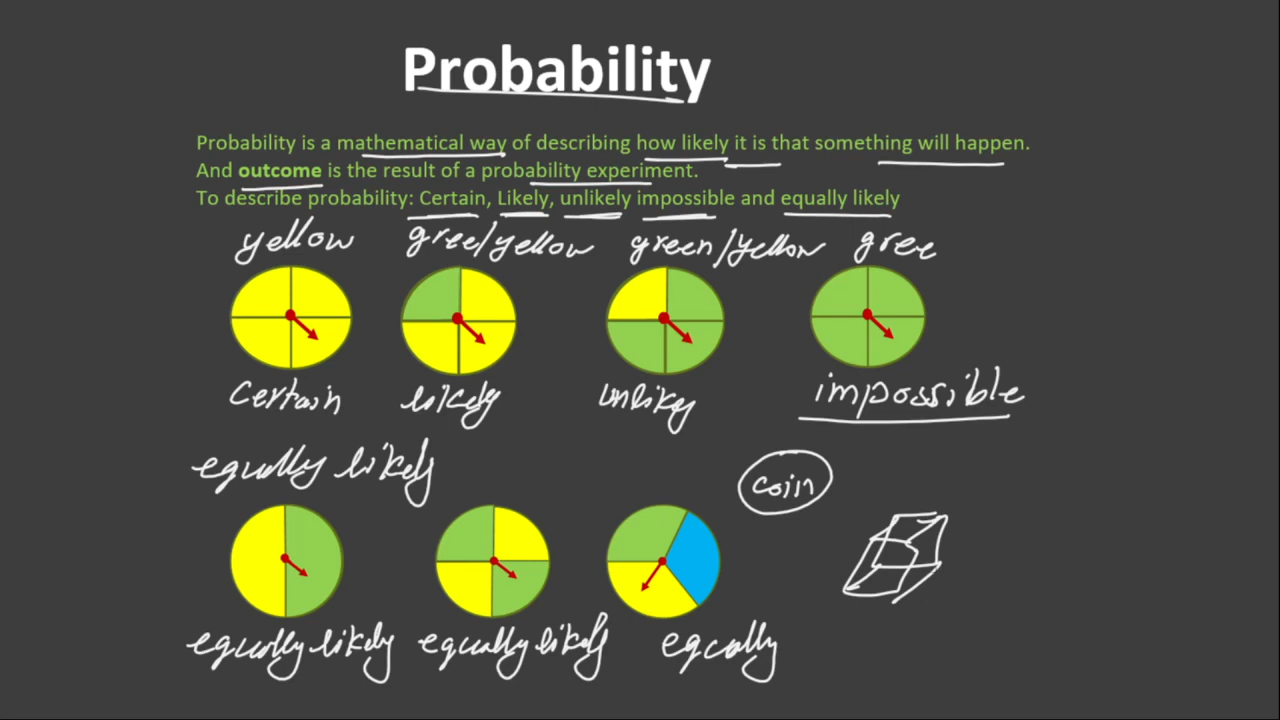 Probability
Probability is a mathematical way of describing how likely it is that something will happen.
And outcome is the result of a probability experiment.
To describe probability: Certain, Likely, unlikely impossible and equally likely
yellow gree/yellow green/yellow gree
Certain likely unlikey impossible
equally likely
coin
equally likely equally likely equally